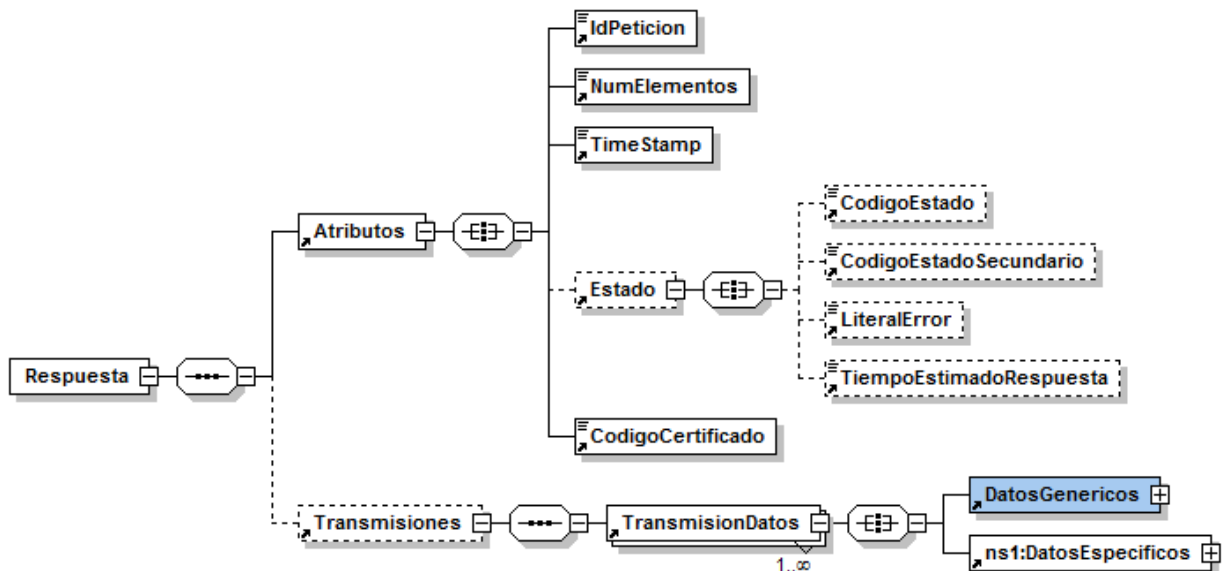 IdPeticion
NumElementos
TimeStamp
CodigoEstado
Atributos
CodigoEstadoSecundario
Estado
LiteralError
Respuesta
TiempoEstimadoRespuesta
CodigoCertificado
DatosGenericos
Transmisiones
TransmisionDatos
ns1:DatosEspecificos
1..∞